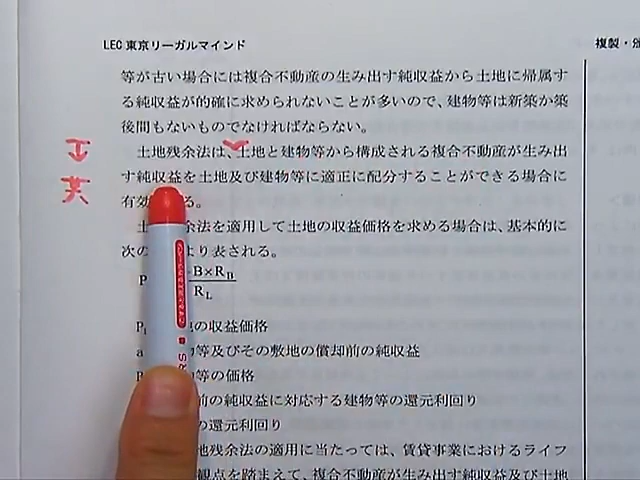 LEC東京リーガルマインド
複製・頒
等が古い場合には複合不動産の生み出す純収益から土地に帰属す
る純収益が的確に求められないことが多いので、建物等は新築か築
後間もないものでなければならない。
土地残余法は、土地と建物等から構成される複合不動産が生み出
す純収益を土地及び建物等に適正に配分することができる場合に
有効 る。
土 余法を適用して土地の収益価格を求める場合は、基本的に
次の より表される。
P -B×RB
RL
P 地の収益価格
a 物等及びその敷地の償却前の純収益
物等の価格
前の純収益に対応する建物等の還元利回り
の還元利回り
地残余法の適用に当たっては、賃貸事業におけるライフ
観点を踏まえて、複合不動産が生み出す純収益及び土地